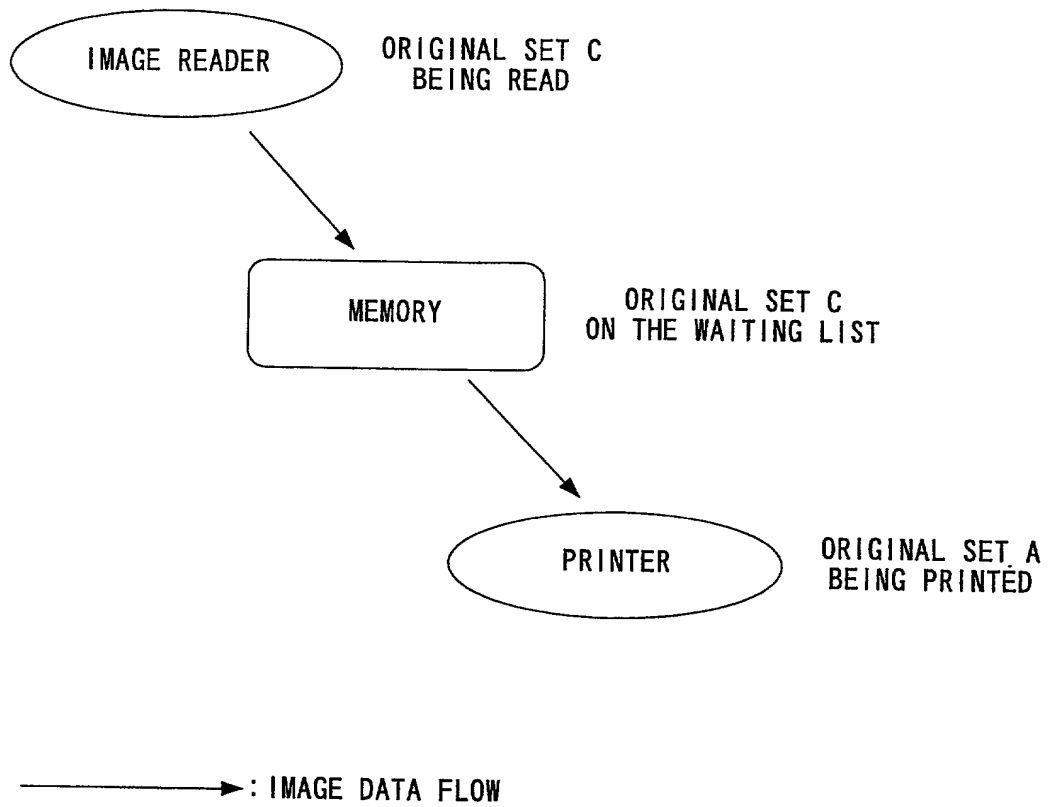 IMAGE READER
ORIGINAL SET C
BEING READ
MEMORY
ORIGINAL SET C
ON THE WAITING LIST
PRINTER
ORIGINAL SET A
BEING PRINTED
: IMAGE DATA FLOW